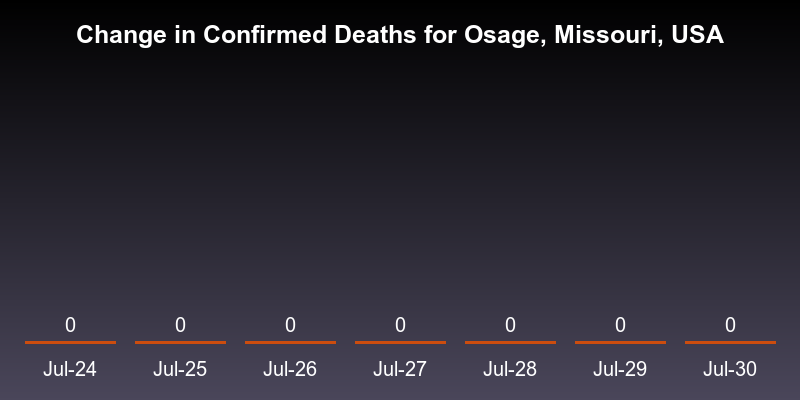 Change in Confirmed Deaths for Osage, Missouri, USA
0 0 0 0 0 0 0
Jul-24 Jul-25 Jul-26 Jul-27 Jul-28 Jul-29 Jul-30